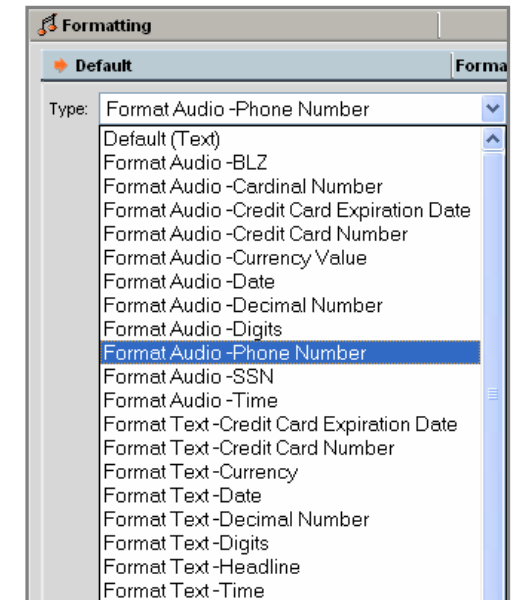 Formatting
Default Forma
Type: Format Audio -Phone Number
Default (Text)
Format Audio -BLZ
Format Audio -Cardinal Number
Format Audio -Credit Card Expiration Date
Format Audio -Credit Card Number
Format Audio -Currency Value
Format Audio -Date
Format Audio -Decimal Number
Format Audio -Digits
Format Audio -Phone Number
Format Audio -SSN
Format Audio -Time
Format Text -Credit Card Expiration Date
Format Text -Credit Card Number
Format Text -Currency
Format Text -Date
Format Text -Decimal Number
Format Text -Digits
Format Text -Headline
Format Text -Time